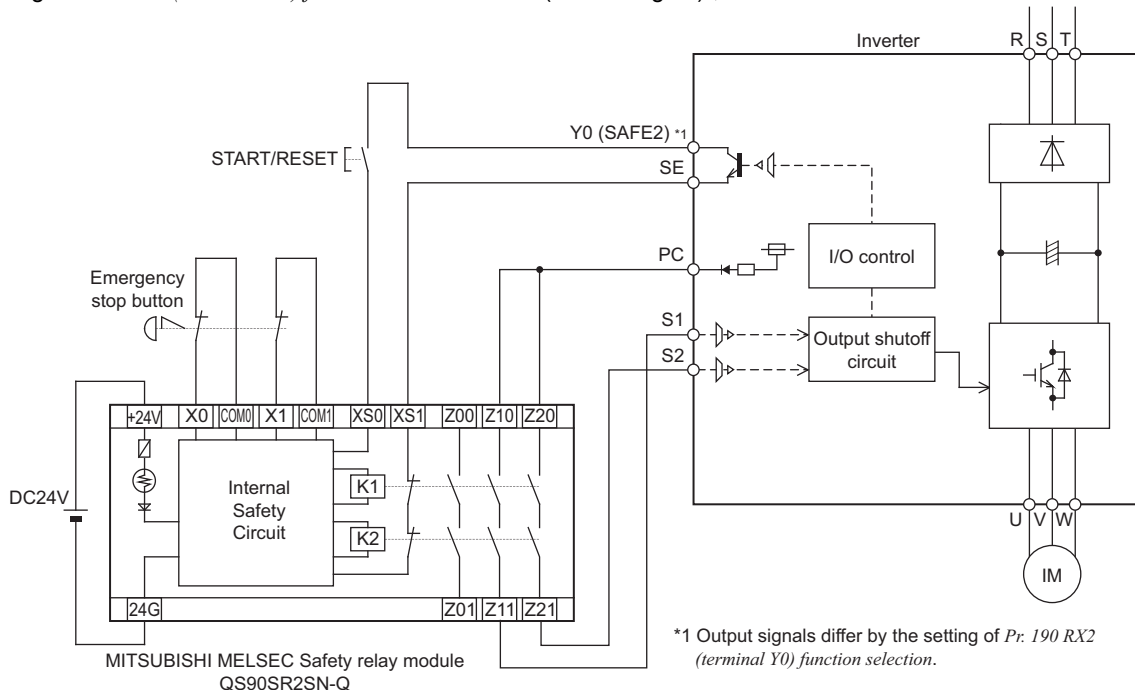 Inverter
R S T
Y0 (SAFE2) *1
START/RESET
SE
PC
I/O control
Emergency
stop button
S1
Output shutoff
circuit
S2
+24V X0 COM0 X1 COM1 XS0 XS1 Z00 Z10 Z20
DC24V
Internal
Safety
Circuit
K1
K2
U V W
IM
24G Z01 Z11 Z21
*1 Output signals differ by the setting of Pr. 190 RX2
(terminal Y0) function selection.
MITSUBISHI MELSEC Safety relay module
QS90SR2SN-Q